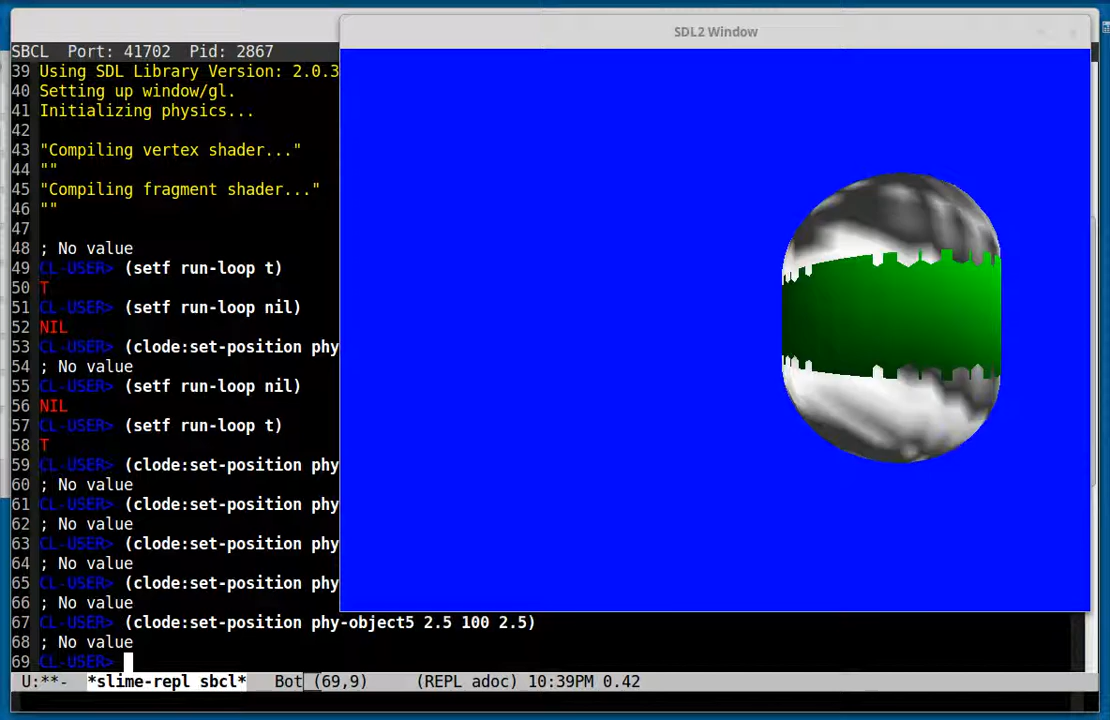 SDL2 Window
SBCL  Port: 41702  Pid: 2867
39 Using SDL Library Version: 2.0.3
40 Setting up window/gl.
41 Initializing physics...
42
43 "Compiling vertex shader..."
44 ""
45 "Compiling fragment shader..."
46 ""
47
48 ; No value
49 CL-USER> (setf run-loop t)
50 T
51 CL-USER> (setf run-loop nil)
52 NIL
53 CL-USER> (clode:set-position phy
54 ; No value
55 CL-USER> (setf run-loop nil)
56 NIL
57 CL-USER> (setf run-loop t)
58 T
59 CL-USER> (clode:set-position phy
60 ; No value
61 CL-USER> (clode:set-position phy
62 ; No value
63 CL-USER> (clode:set-position phy
64 ; No value
65 CL-USER> (clode:set-position phy
66 ; No value
67 CL-USER> (clode:set-position phy-object5 2.5 100 2.5)
68 ; No value
69 CL-USER>
U:**-  *slime-repl sbcl*   Bot (69,9)     (REPL adoc) 10:39PM 0.42